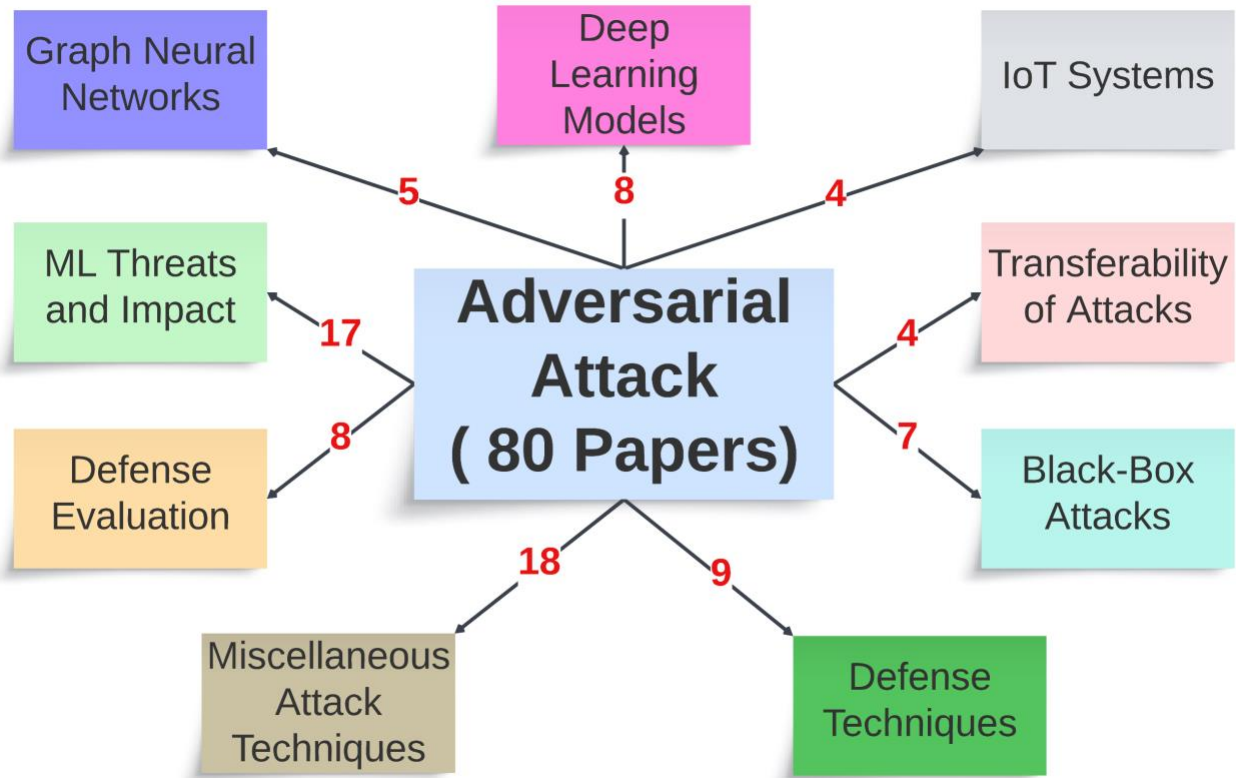 Graph Neural
Networks
Deep
Learning
Models
IoT Systems
5
8
4
ML Threats
and Impact
Adversarial
Attack
( 80 Papers)
Transferability
of Attacks
17
4
8
7
Defense
Evaluation
Black-Box
Attacks
18
9
Miscellaneous
Attack
Techniques
Defense
Techniques